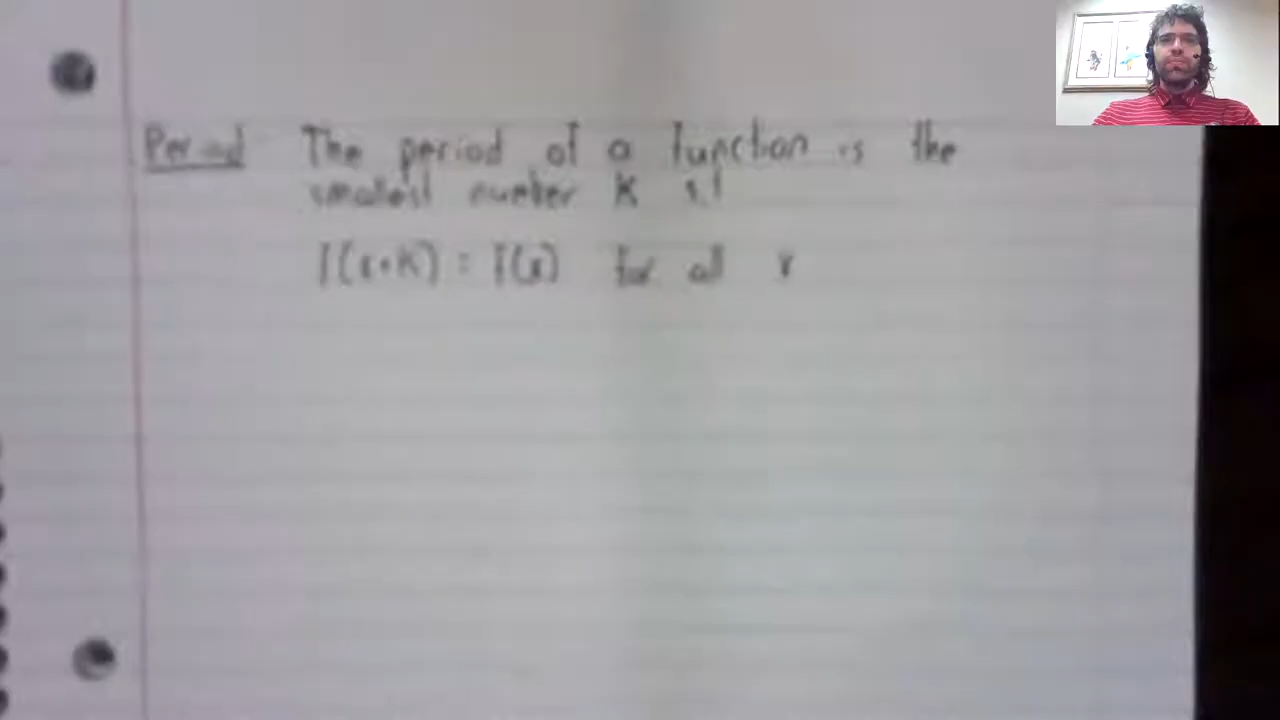 Period The period of a function is the
smallest number K s.t
f(x+K) = f(x) for all x